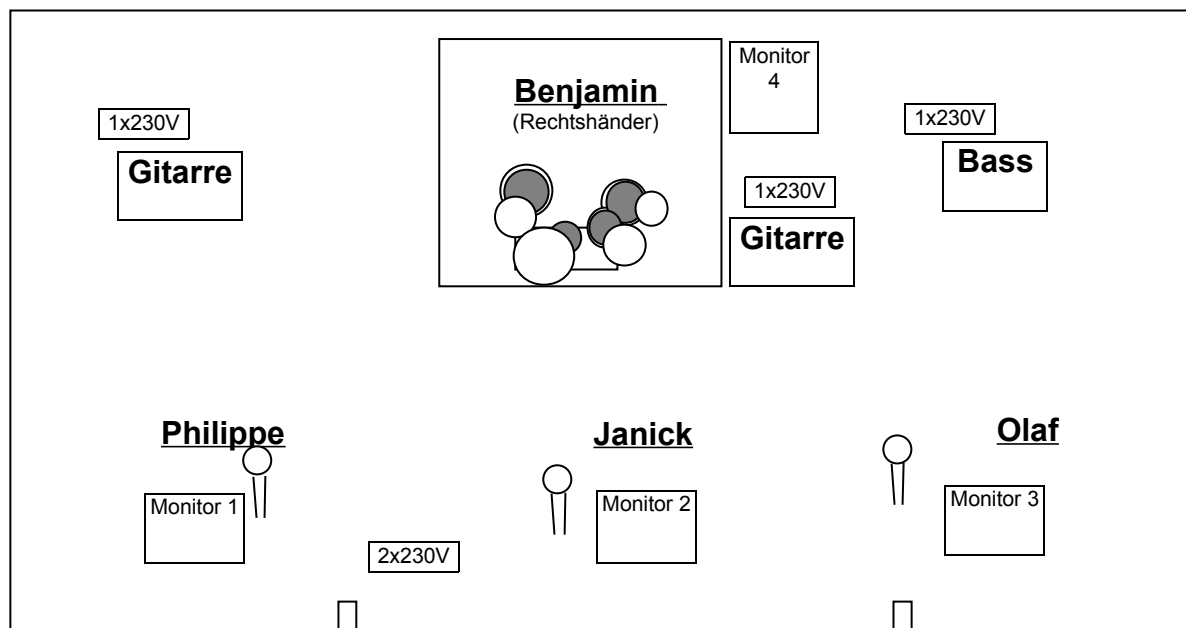 Monitor
4
Benjamin
(Rechtshänder)
1x230V
Gitarre
1x230V
Bass
1x230V
Gitarre
Philippe
Janick
Olaf
Monitor 1
Monitor 2
Monitor 3
2x230V